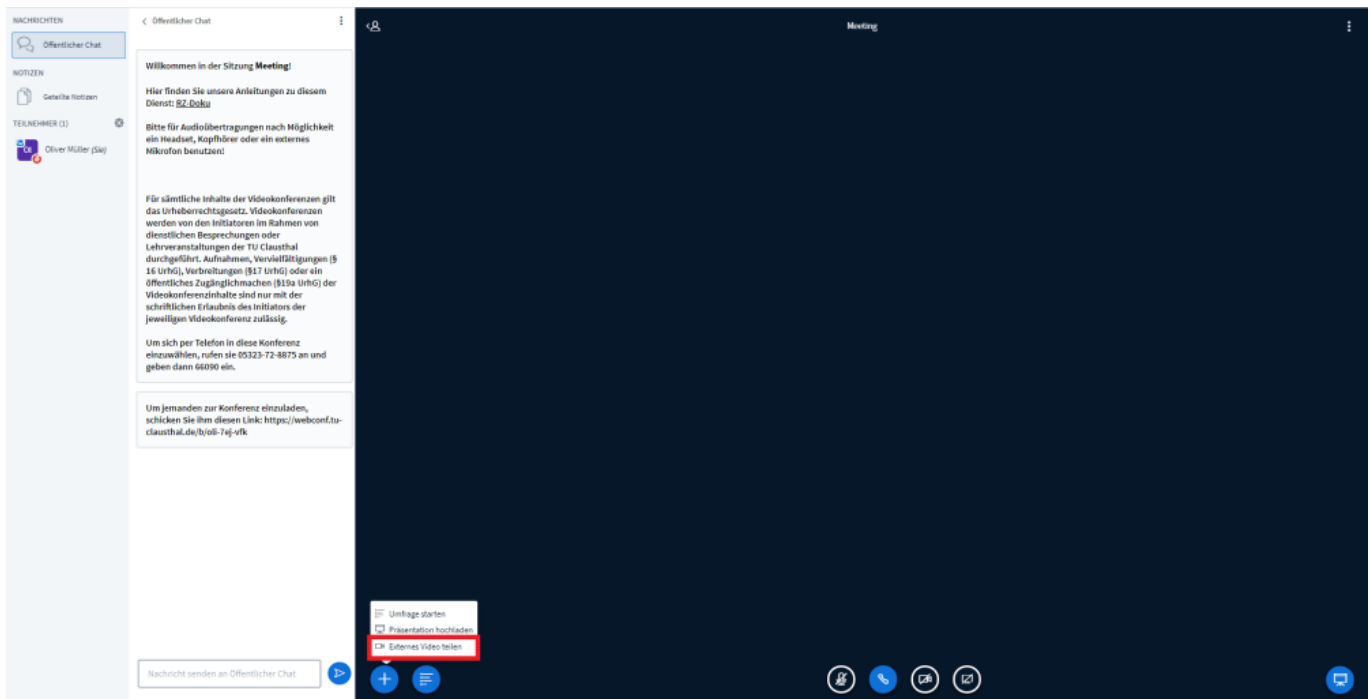 NACHRICHTEN
Öffentlicher Chat
NOTIZEN
Geteilte Notizen
TEILNEHMER (1)
Oliver Müller (Sie)
Öffentlicher Chat
Willkommen in der Sitzung Meeting!
Hier finden Sie unsere Anleitungen zu diesem
Dienst: RZ-Doku
Bitte für Audioübertragungen nach Möglichkeit
ein Headset, Kopfhörer oder ein externes
Mikrofon benutzen!
Für sämtliche Inhalte der Videokonferenzen gilt
das Urheberrechtsgesetz. Videokonferenzen
werden von den Initiatoren im Rahmen von
dienstlichen Besprechungen oder
Lehrveranstaltungen der TU Clausthal
durchgeführt. Aufnahmen, Vervielfältigungen (§
16 UrhG), Verbreitungen (§17 UrhG) oder ein
öffentliches Zugänglichmachen (§19a UrhG) der
Videokonferenzinhalte sind nur mit der
schriftlichen Erlaubnis des Initiators der
jeweiligen Videokonferenz zulässig.
Um sich per Telefon in diese Konferenz
einzuwählen, rufen sie 05323-72-8875 an und
geben dann 66090 ein.
Um jemanden zur Konferenz einzuladen,
schicken Sie ihm diesen Link: https://webconf.tu-
clausthal.de/b/oli-7ej-vfk
Nachricht senden an Öffentlicher Chat
Meeting
Umfrage starten
Präsentation hochladen
Externes Video teilen